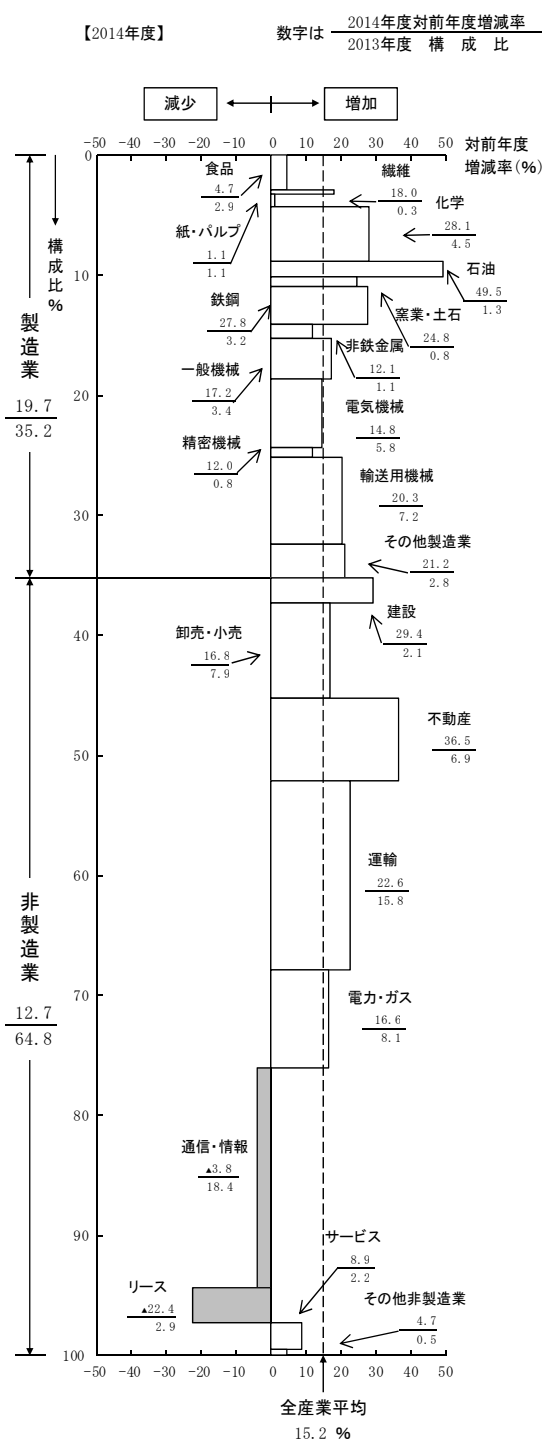 【2014年度】
数字は 2014年度対前年度増減率
2013年度 構 成 比
減少 増加
-50 -40 -30 -20 -10 0 10 20 30 40 50
対前年度
増減率(%)
0
10
20
30
40
50
60
70
80
90
100
構成比%
製造業
19.7
35.2
非製造業
12.7
64.8
食品
4.7
2.9
繊維
18.0
0.3
紙・パルプ
1.1
1.1
化学
28.1
4.5
石油
49.5
1.3
窯業・土石
24.8
0.8
鉄鋼
27.8
3.2
非鉄金属
12.1
1.1
一般機械
17.2
3.4
電気機械
14.8
5.8
精密機械
12.0
0.8
輸送用機械
20.3
7.2
その他製造業
21.2
2.8
建設
29.4
2.1
卸売・小売
16.8
7.9
不動産
36.5
6.9
運輸
22.6
15.8
電力・ガス
16.6
8.1
通信・情報
▲3.8
18.4
リース
▲22.4
2.9
サービス
8.9
2.2
その他非製造業
4.7
0.5
-50 -40 -30 -20 -10 0 10 20 30 40 50
全産業平均
15.2 %